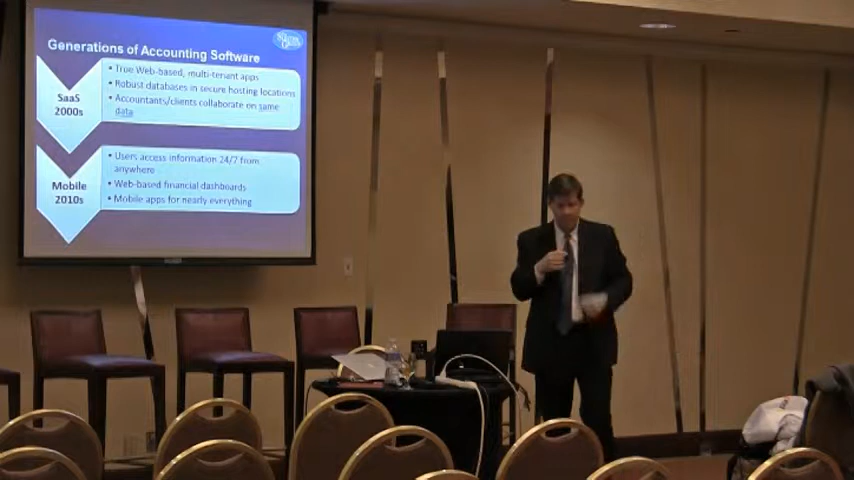 Generations of Accounting Software
SaaS
2000s
• True Web-based, multi-tenant apps
• Robust databases in secure hosting locations
• Accountants/clients collaborate on same
data
Mobile
2010s
• Users access information 24/7 from
anywhere
• Web-based financial dashboards
• Mobile apps for nearly everything